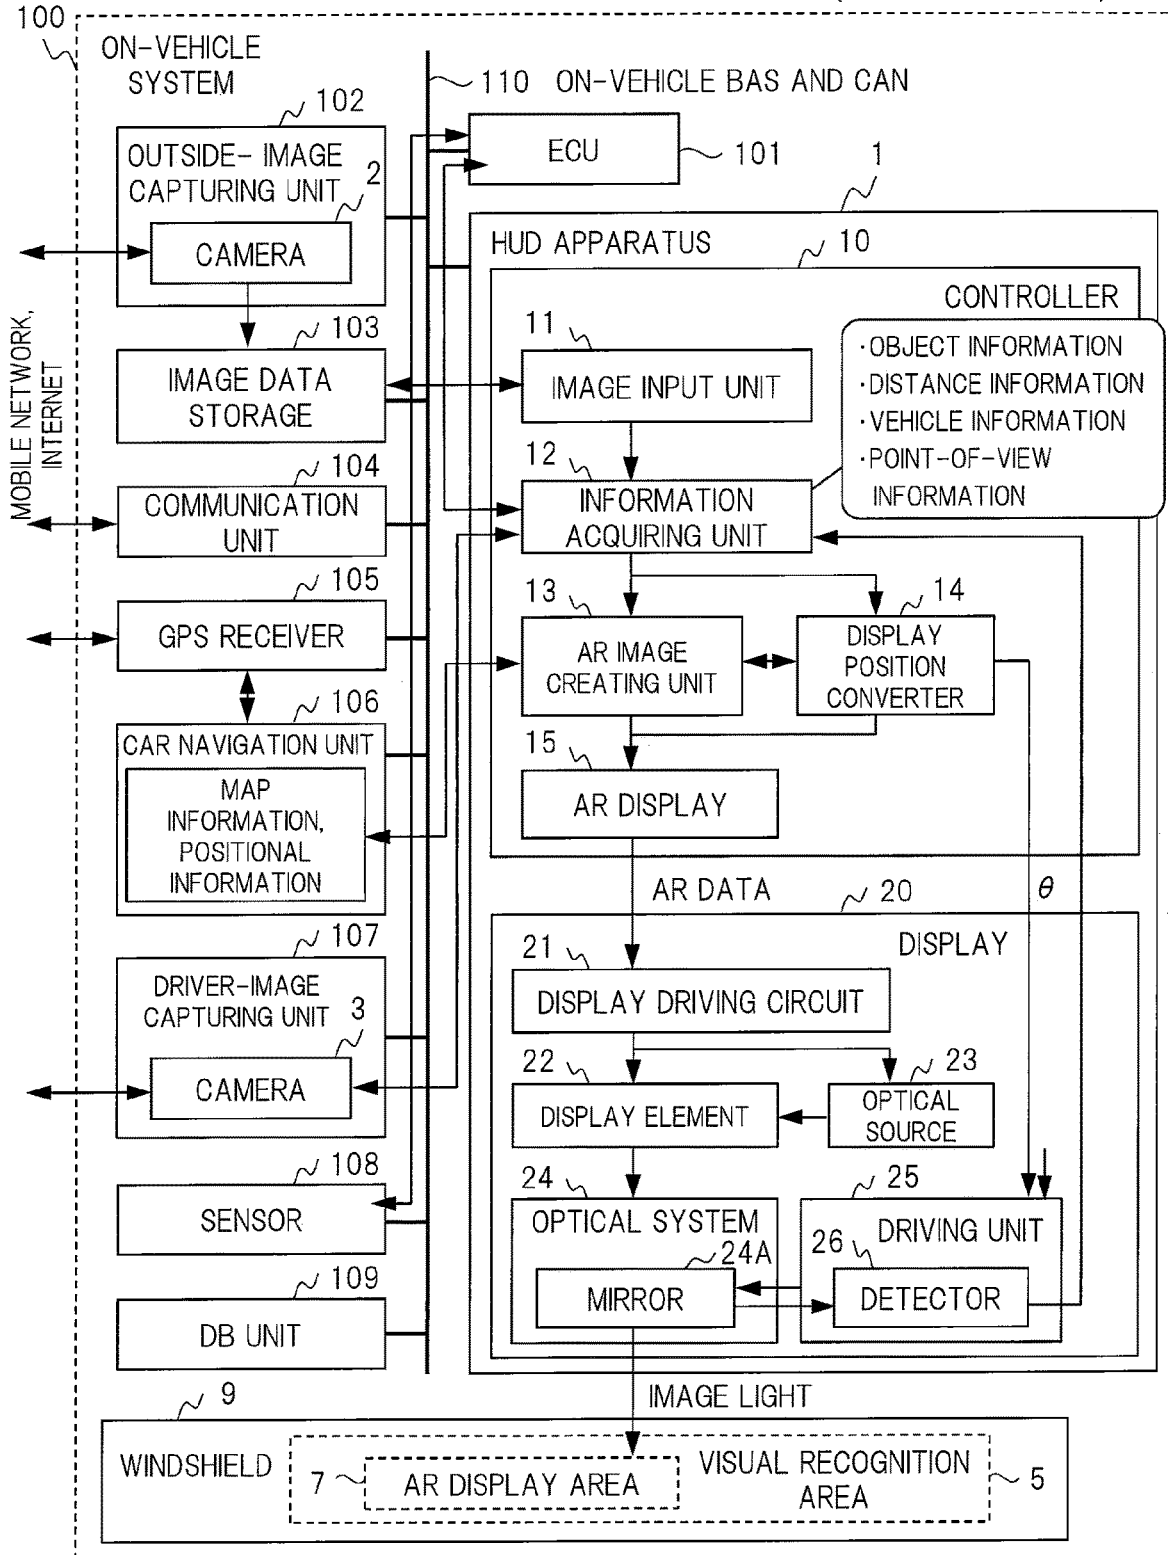 100
ON-VEHICLE
SYSTEM
110
ON-VEHICLE BAS AND CAN
102
OUTSIDE- IMAGE
CAPTURING UNIT
2
CAMERA
ECU
101
1
HUD APPARATUS
10
CONTROLLER
MOBILE NETWORK,
INTERNET
103
IMAGE DATA
STORAGE
11
IMAGE INPUT UNIT
·OBJECT INFORMATION
·DISTANCE INFORMATION
·VEHICLE INFORMATION
·POINT-OF-VIEW
INFORMATION
104
COMMUNICATION
UNIT
12
INFORMATION
ACQUIRING UNIT
105
GPS RECEIVER
13
AR IMAGE
CREATING UNIT
14
DISPLAY
POSITION
CONVERTER
106
CAR NAVIGATION UNIT
MAP
INFORMATION,
POSITIONAL
INFORMATION
15
AR DISPLAY
AR DATA
θ
20
DISPLAY
107
DRIVER-IMAGE
CAPTURING UNIT
3
CAMERA
21
DISPLAY DRIVING CIRCUIT
22
DISPLAY ELEMENT
23
OPTICAL
SOURCE
108
SENSOR
24
OPTICAL SYSTEM
24A
MIRROR
25
DRIVING UNIT
26
DETECTOR
109
DB UNIT
IMAGE LIGHT
9
WINDSHIELD
7
AR DISPLAY AREA
VISUAL RECOGNITION
AREA
5